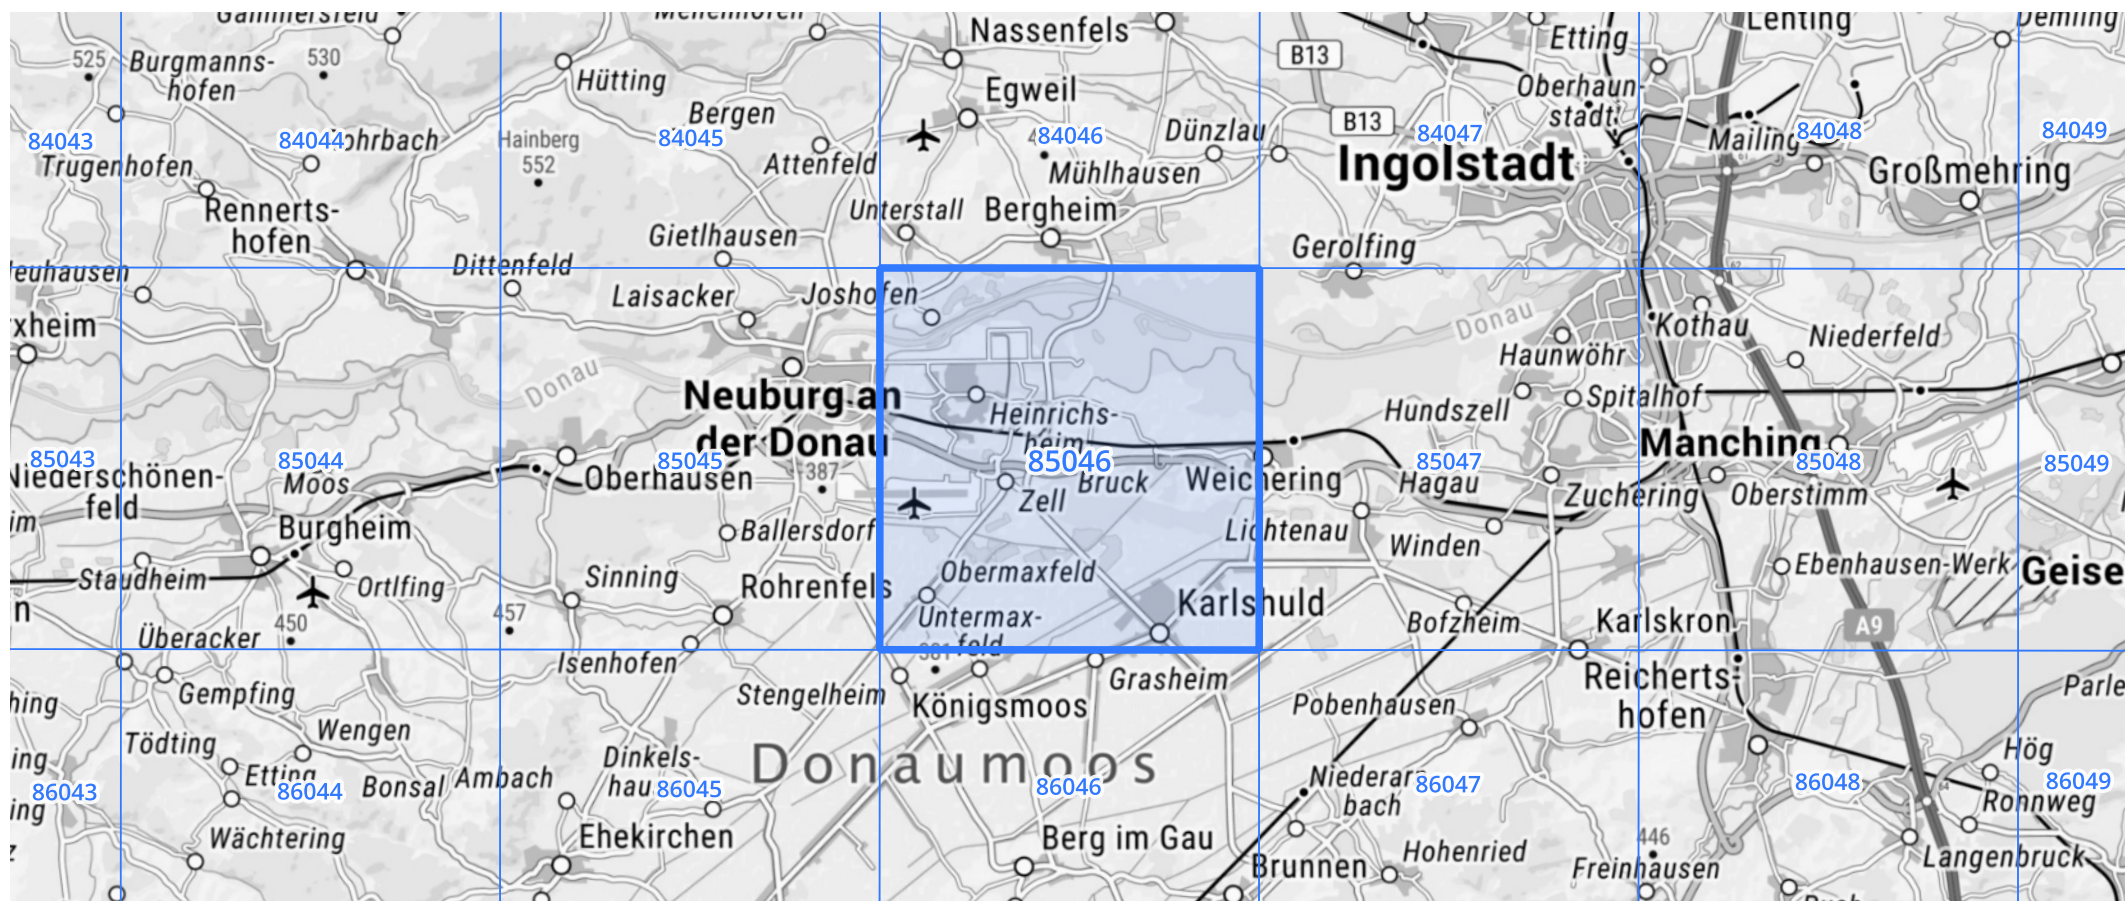 Nassenfels
Lenting
Etting
B13
525
Burgmanns-
hofen
530
Hütting
Egweil
Oberhaun-
stadt
Bergen
B13
Dünzlau
84043
84044
Hainberg
552
84045
84046
84047
Mailing
84048
84049
Trugenhofen
Attenfeld
Mühlhausen
Ingolstadt
Großmehring
Rennerts-
hofen
Unterstall
Bergheim
Gietlhausen
Gerolfing
Dittenfeld
Laisacker
Joshofen
Donau
Kothau
Niederfeld
Haunwöhr
Donau
Neuburg an
der Donau
Heinrichs-
heim
Hundszell
Spitalhof
Manching
85043
85044
85045
85046
85047
85048
85049
Niederschönen-
feld
Moos
Oberhausen
387
Zell
Bruck
Weichering
Hagau
Zuchering
Oberstimm
Burgheim
Ballersdorf
Lichtenau
Winden
Staudheim
Ortlfing
Sinning
Rohrenfels
Obermaxfeld
Karlshuld
Ebenhausen-Werk
Geise
450
457
Untermax-
feld
Bofzheim
Karlskron
A9
Überacker
Isenhofen
Gempfing
Stengelheim
Königsmoos
Grasheim
Pobenhausen
Reicherts-
hofen
Parle
Wengen
Tödting
Etting
Bonsal
Ambach
Dinkels-
hau
Donaumoos
Niederarn
bach
Hög
86043
86044
86045
86046
86047
86048
86049
Ronnweg
Wächtering
Ehekirchen
Berg im Gau
Brunnen
Hohenried
446
Freinhausen
Langenbruck